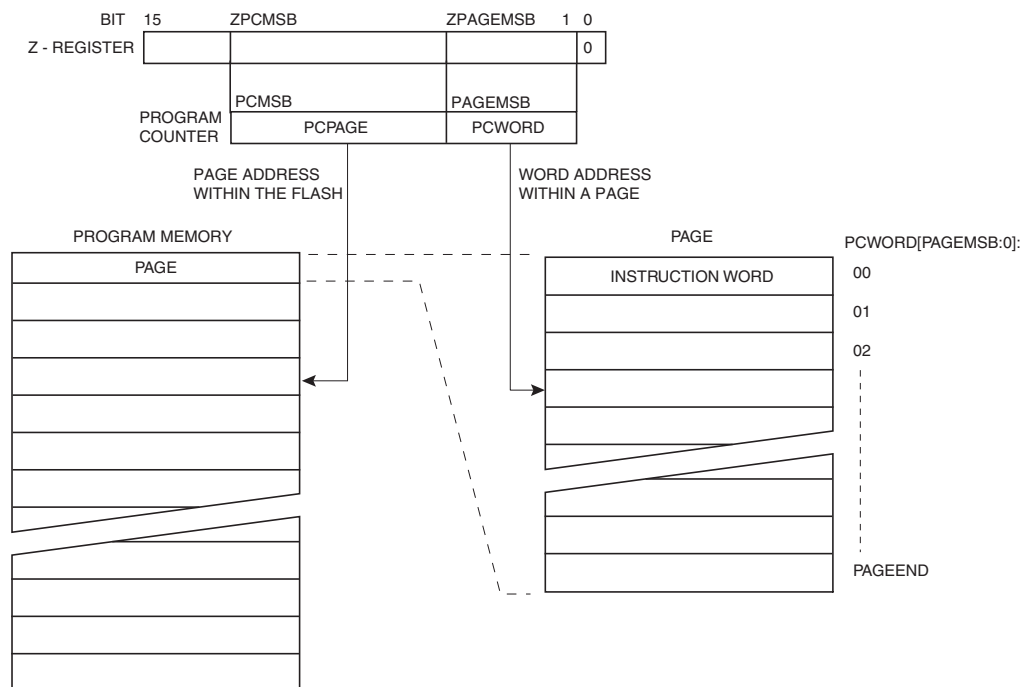 BIT 15 ZPCMSB ZPAGEMSB 1 0
Z - REGISTER 0
PCMSB PAGEMSB
PROGRAM
COUNTER
PCPAGE PCWORD
PAGE ADDRESS
WITHIN THE FLASH
WORD ADDRESS
WITHIN A PAGE
PROGRAM MEMORY
PAGE
PAGE
PCWORD[PAGEMSB:0]:
INSTRUCTION WORD
00
01
02
PAGEEND